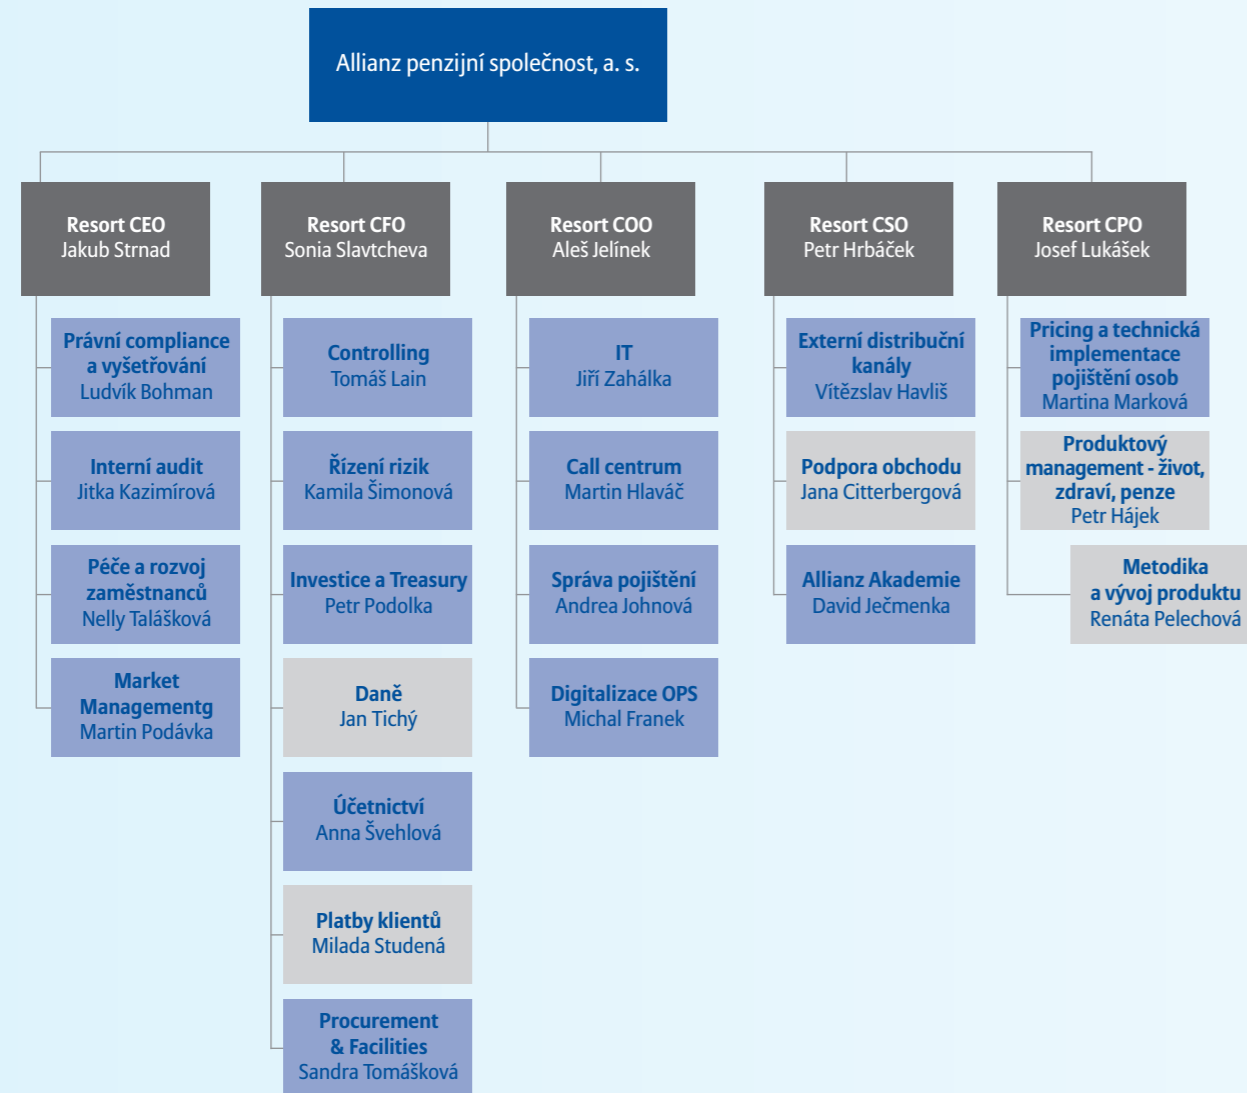 Allianz penzijní společnost, a. s.
Resort CEO
Jakub Strnad
Právní compliance
a vyšetřování
Ludvík Bohman
Interní audit
Jitka Kazimírová
Péče a rozvoj
zaměstnanců
Nelly Talášková
Market
Managementg
Martin Podávka
Resort CFO
Sonia Slavtcheva
Controlling
Tomáš Lain
Řízení rizik
Kamila Šimonová
Investice a Treasury
Petr Podolka
Daně
Jan Tichý
Účetnictví
Anna Švehlová
Platby klientů
Milada Studená
Procurement
& Facilities
Sandra Tomášková
Resort COO
Aleš Jelínek
IT
Jiří Zahálka
Call centrum
Martin Hlaváč
Správa pojištění
Andrea Johnová
Digitalizace OPS
Michal Franek
Resort CSO
Petr Hrbáček
Externí distribuční
kanály
Vítězslav Havliš
Podpora obchodu
Jana Citterbergová
Allianz Akademie
David Ječmenka
Resort CPO
Josef Lukášek
Pricing a technická
implementace
pojištění osob
Martina Marková
Produktový
management - život,
zdraví, penze
Petr Hájek
Metodika
a vývoj produktu
Renáta Pelechová